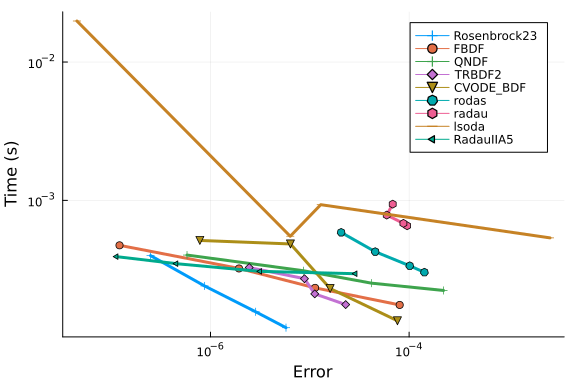 Time (s)
10⁻²
10⁻³
10⁻⁶
10⁻⁴
Error
Rosenbrock23
FBDF
QNDF
TRBDF2
CVODE_BDF
rodas
radau
lsoda
RadauIIA5